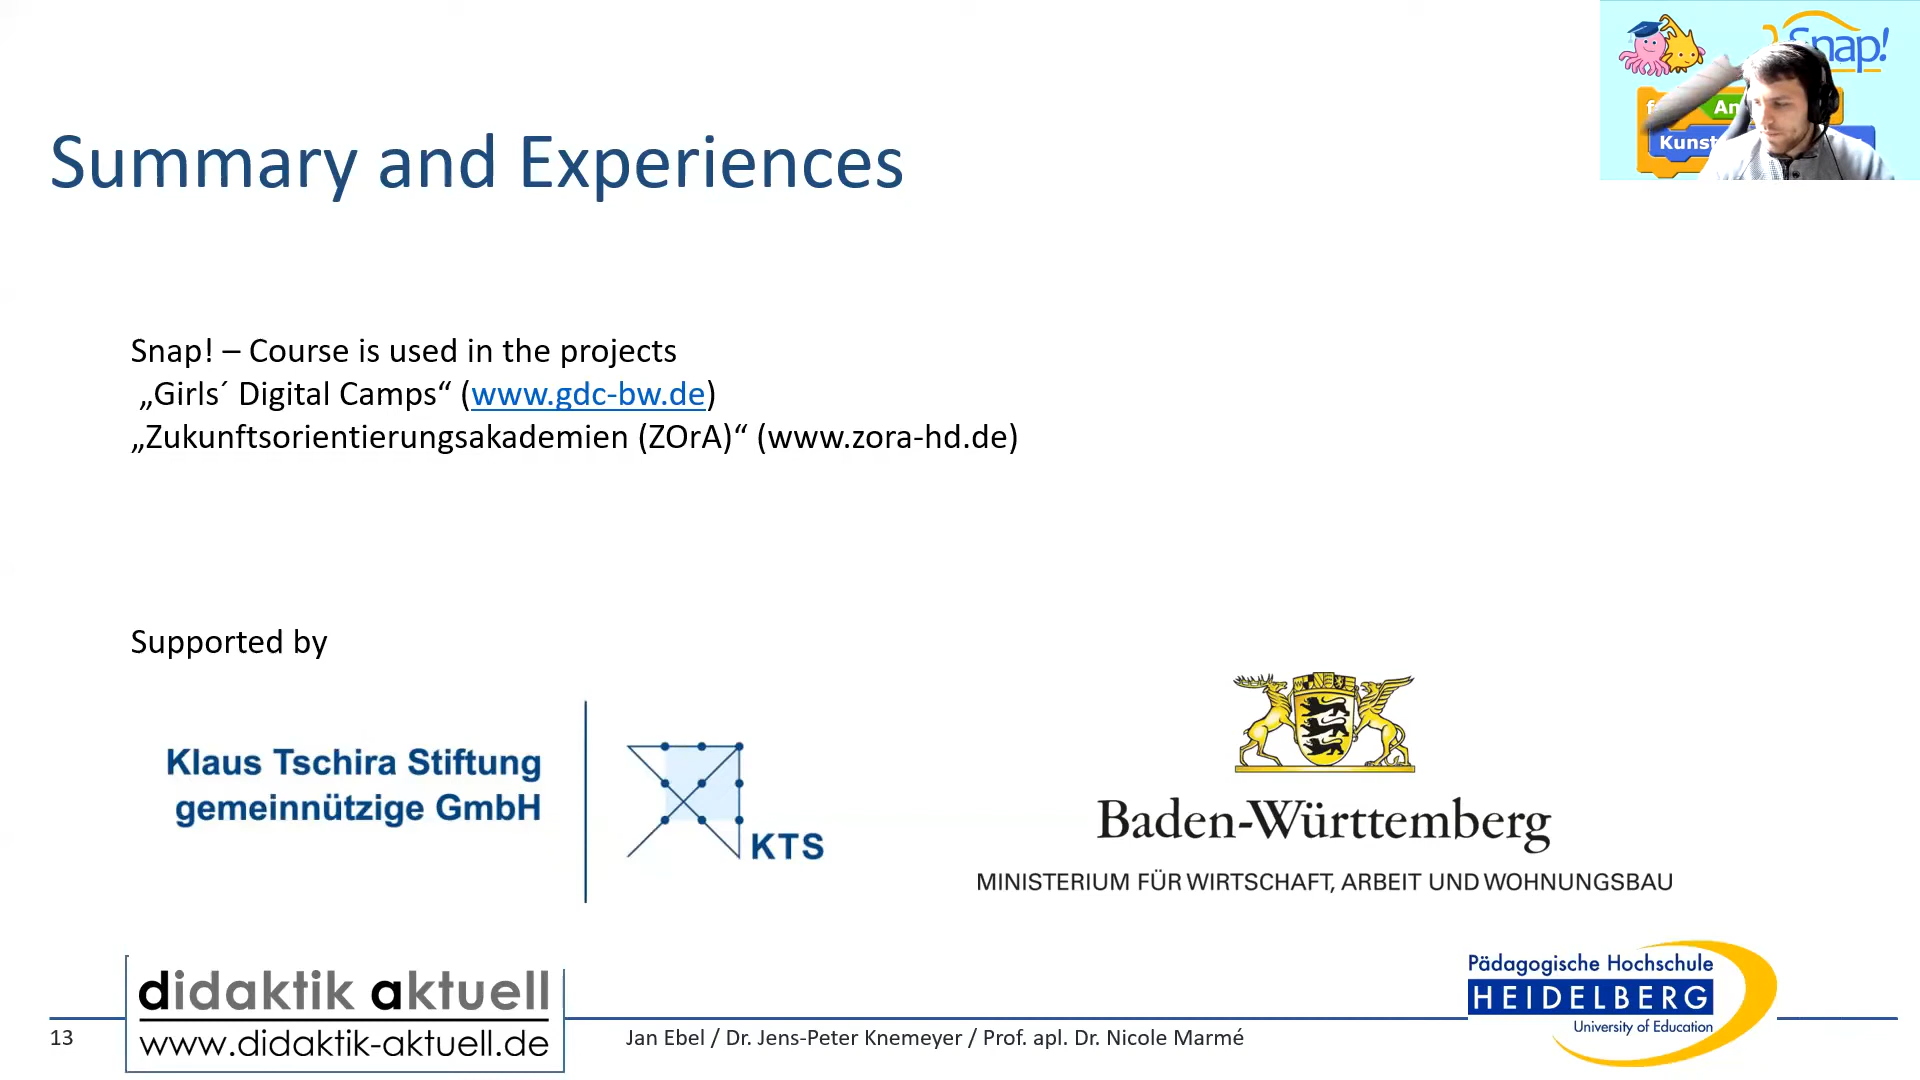 Snap!
An
Kunst
Summary and Experiences
Snap! – Course is used in the projects
„Girls´ Digital Camps“ (www.gdc-bw.de)
„Zukunftsorientierungsakademien (ZOrA)“ (www.zora-hd.de)
Supported by
Klaus Tschira Stiftung
gemeinnützige GmbH
KTS
Baden-Württemberg
MINISTERIUM FÜR WIRTSCHAFT, ARBEIT UND WOHNUNGSBAU
didaktik aktuell
www.didaktik-aktuell.de
Pädagogische Hochschule
HEIDELBERG
University of Education
13
Jan Ebel / Dr. Jens-Peter Knemeyer / Prof. apl. Dr. Nicole Marmé